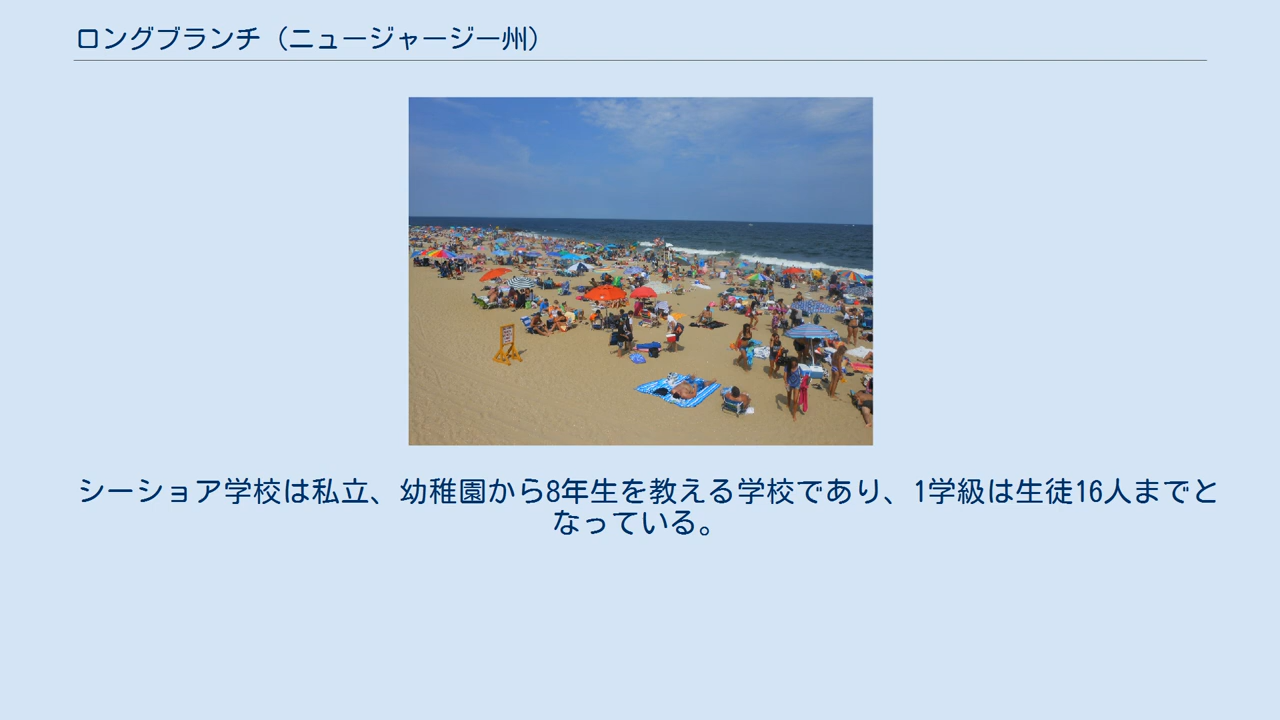 ロングブランチ（ニュージャージー州）
シーショア学校は私立、幼稚園から8年生を教える学校であり、1学級は生徒16人までと
なっている。